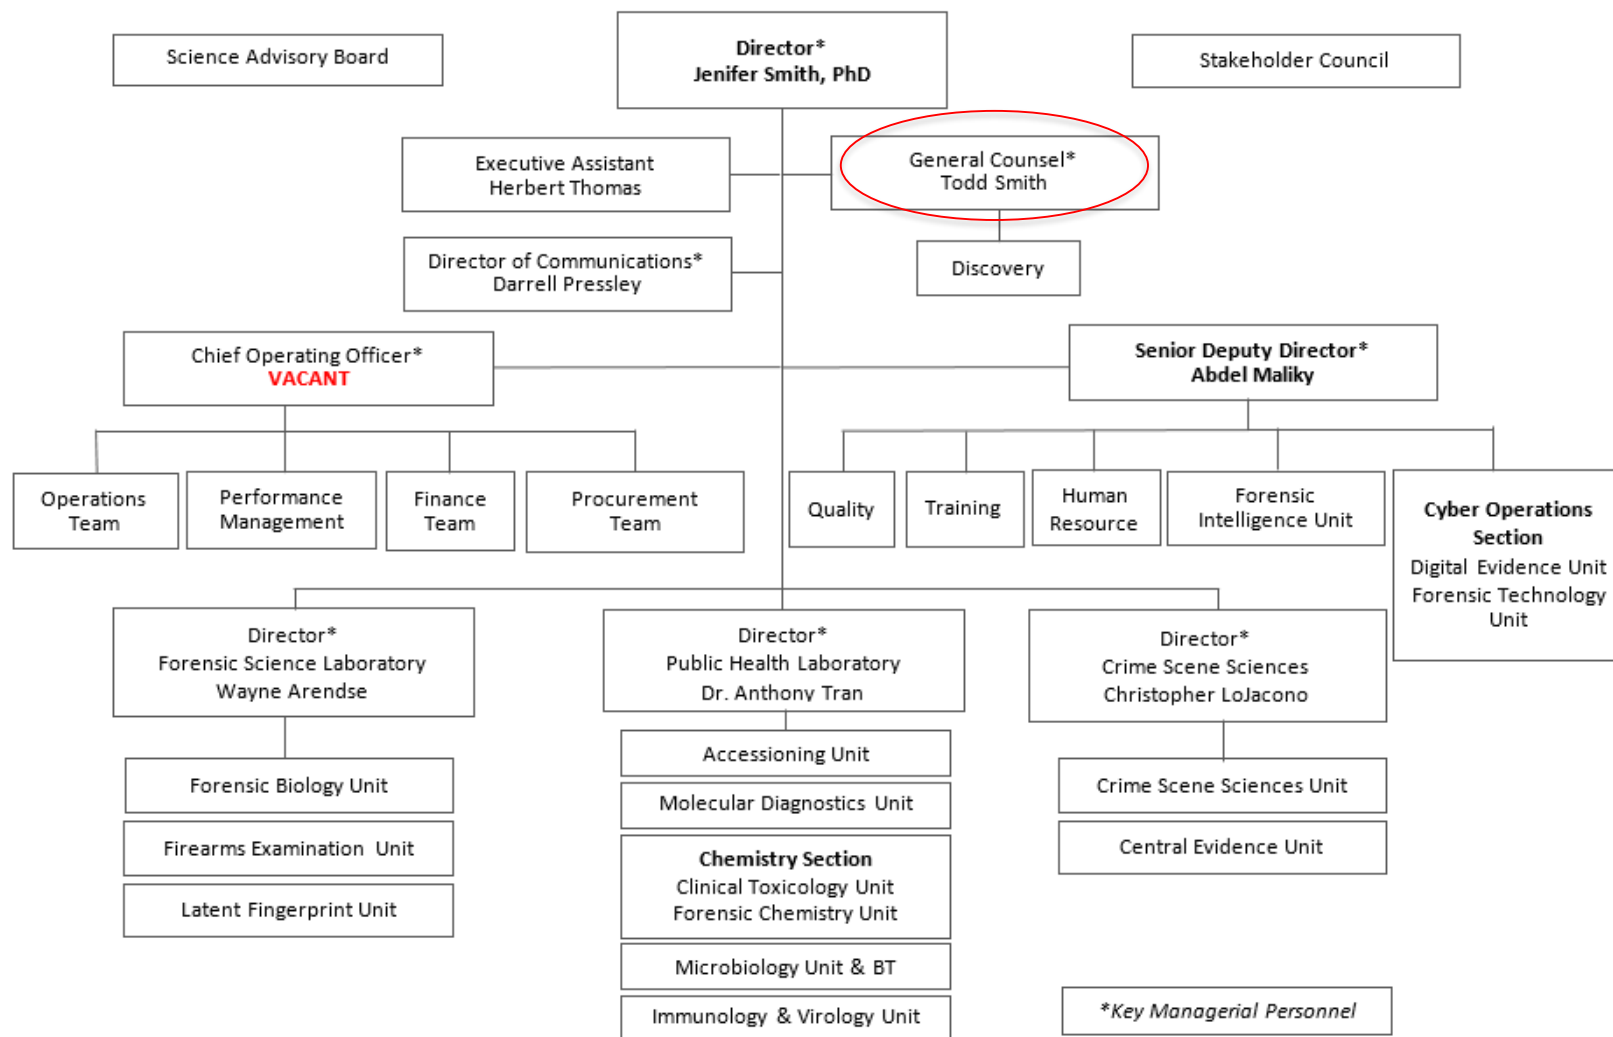 Science Advisory Board
Director*
Jenifer Smith, PhD
Stakeholder Council
Executive Assistant
Herbert Thomas
General Counsel*
Todd Smith
Director of Communications*
Darrell Pressley
Discovery
Chief Operating Officer*
VACANT
Senior Deputy Director*
Abdel Maliky
Operations
Team
Performance
Management
Finance
Team
Procurement
Team
Quality
Training
Human
Resource
Forensic
Intelligence Unit
Cyber Operations
Section
Digital Evidence Unit
Forensic Technology
Unit
Director*
Forensic Science Laboratory
Wayne Arendse
Director*
Public Health Laboratory
Dr. Anthony Tran
Director*
Crime Scene Sciences
Christopher LoJacono
Forensic Biology Unit
Firearms Examination Unit
Latent Fingerprint Unit
Accessioning Unit
Molecular Diagnostics Unit
Chemistry Section
Clinical Toxicology Unit
Forensic Chemistry Unit
Microbiology Unit & BT
Immunology & Virology Unit
Crime Scene Sciences Unit
Central Evidence Unit
*Key Managerial Personnel